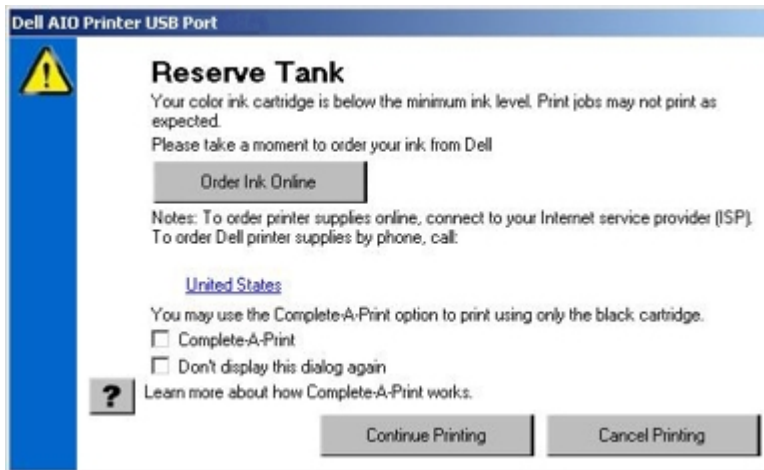 Dell AIO Printer USB Port
Reserve Tank
Your color ink cartridge is below the minimum ink level. Print jobs may not print as
expected.
Please take a moment to order your ink from Dell
Order Ink Online
Notes: To order printer supplies online, connect to your Internet service provider (ISP).
To order Dell printer supplies by phone, call:
United States
You may use the Complete-A-Print option to print using only the black cartridge.
Complete-A-Print
Don't display this dialog again
? Learn more about how Complete-A-Print works.
Continue Printing Cancel Printing